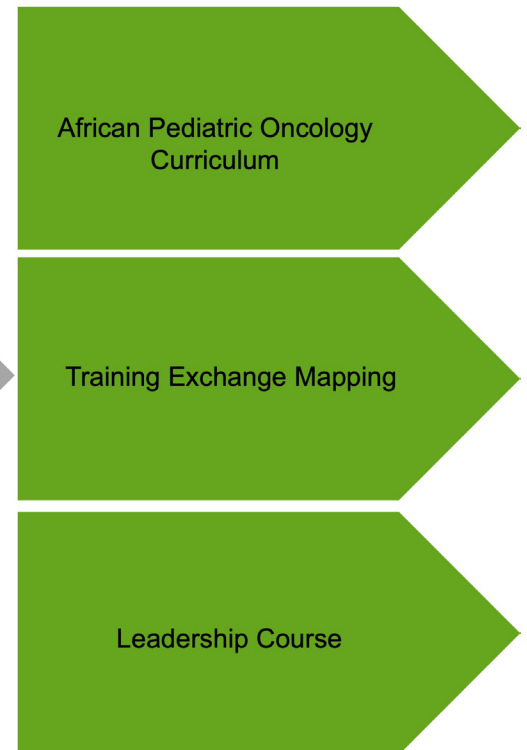 African Pediatric Oncology
Curriculum
Training Exchange Mapping
Leadership Course